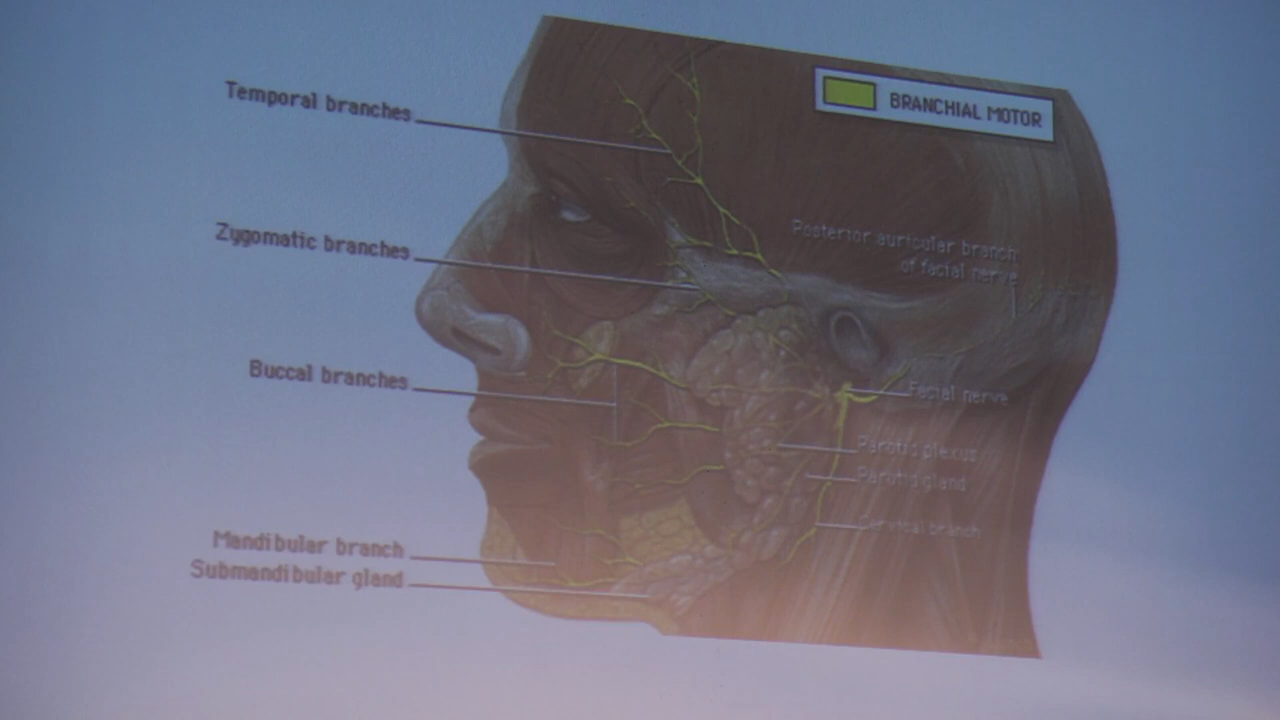 Temporal branches
BRANCHIAL MOTOR
Zygomatic branches
Posterior auricular branch
of facial nerve
Buccal branches
Facial nerve
Parotid plexus
Parotid gland
Cervical branch
Mandibular branch
Submandibular gland